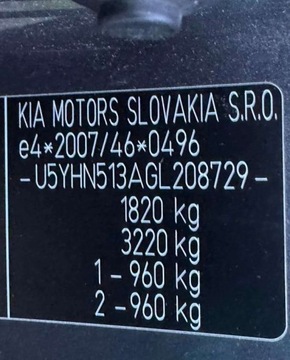 KIA MOTORS SLOVAKIA S.R.O.
e4*2007/46*0496
-U5YHN513AGL208729-
1820 kg
3220 kg
1-960 kg
2-960 kg